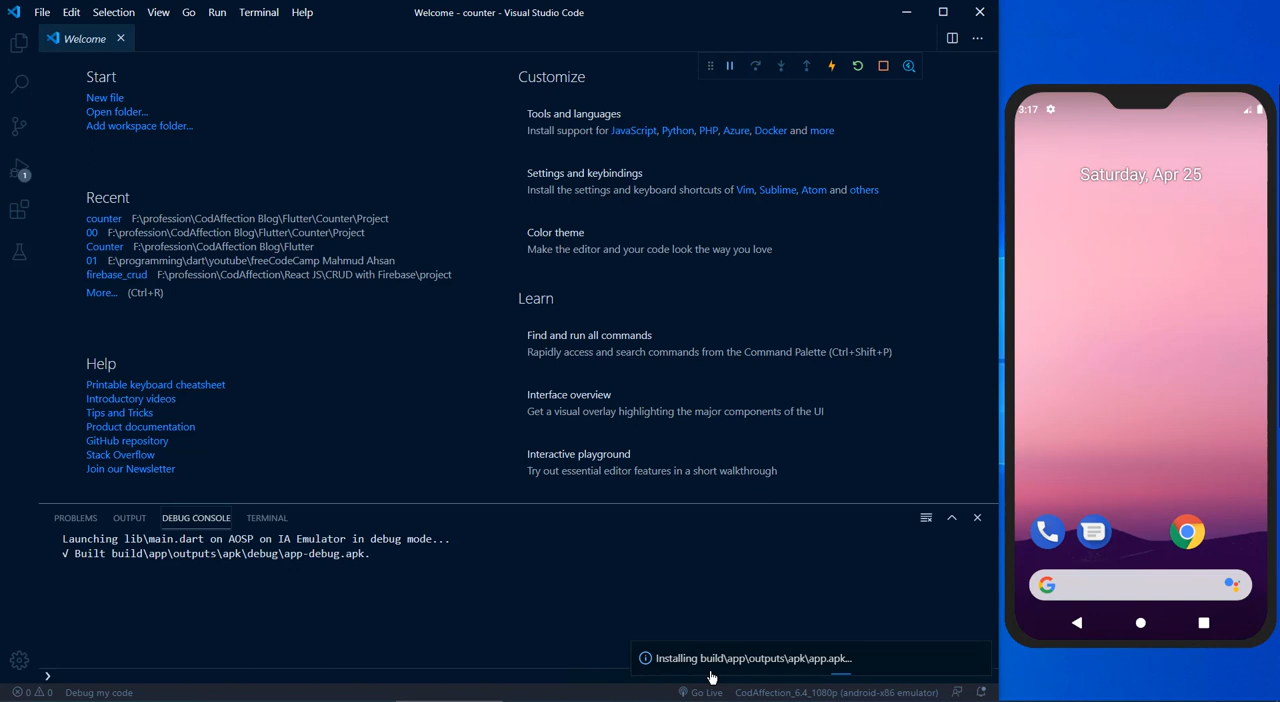 File Edit Selection View Go Run Terminal Help
Welcome - counter - Visual Studio Code
Welcome
Start
New file
Open folder...
Add workspace folder...
Recent
counter F:\profession\CodAffection Blog\Flutter\Counter\Project
00 F:\profession\CodAffection Blog\Flutter\Counter\Project
Counter F:\profession\CodAffection Blog\Flutter
01 E:\programming\dart\youtube\freeCodeCamp Mahmud Ahsan
firebase_crud F:\profession\CodAffection\React JS\CRUD with Firebase\project
More... (Ctrl+R)
Help
Printable keyboard cheatsheet
Introductory videos
Tips and Tricks
Product documentation
GitHub repository
Stack Overflow
Join our Newsletter
Customize
Tools and languages
Install support for JavaScript, Python, PHP, Azure, Docker and more
Settings and keybindings
Install the settings and keyboard shortcuts of Vim, Sublime, Atom and others
Color theme
Make the editor and your code look the way you love
Learn
Find and run all commands
Rapidly access and search commands from the Command Palette (Ctrl+Shift+P)
Interface overview
Get a visual overlay highlighting the major components of the UI
Interactive playground
Try out essential editor features in a short walkthrough
1
PROBLEMS OUTPUT DEBUG CONSOLE TERMINAL
Launching lib\main.dart on AOSP on IA Emulator in debug mode...
√ Built build\app\outputs\apk\debug\app-debug.apk.
Installing build\app\outputs\apk\app.apk...
0 0 Debug my code
Go Live CodAffection_6.4_1080p (android-x86 emulator)
3:17
Saturday, Apr 25
G